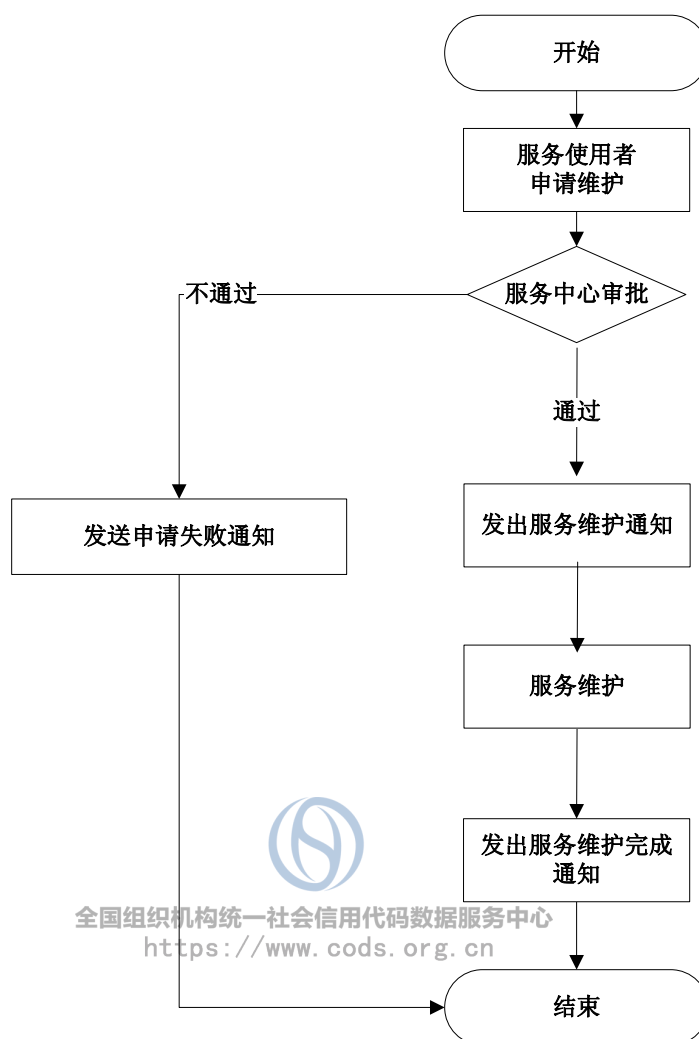 开始
服务使用者
申请维护
服务中心审批
不通过
通过
发送申请失败通知
发出服务维护通知
服务维护
发出服务维护完成
通知
全国组织机构统一社会信用代码数据服务中心
https://www.cods.org.cn
结束